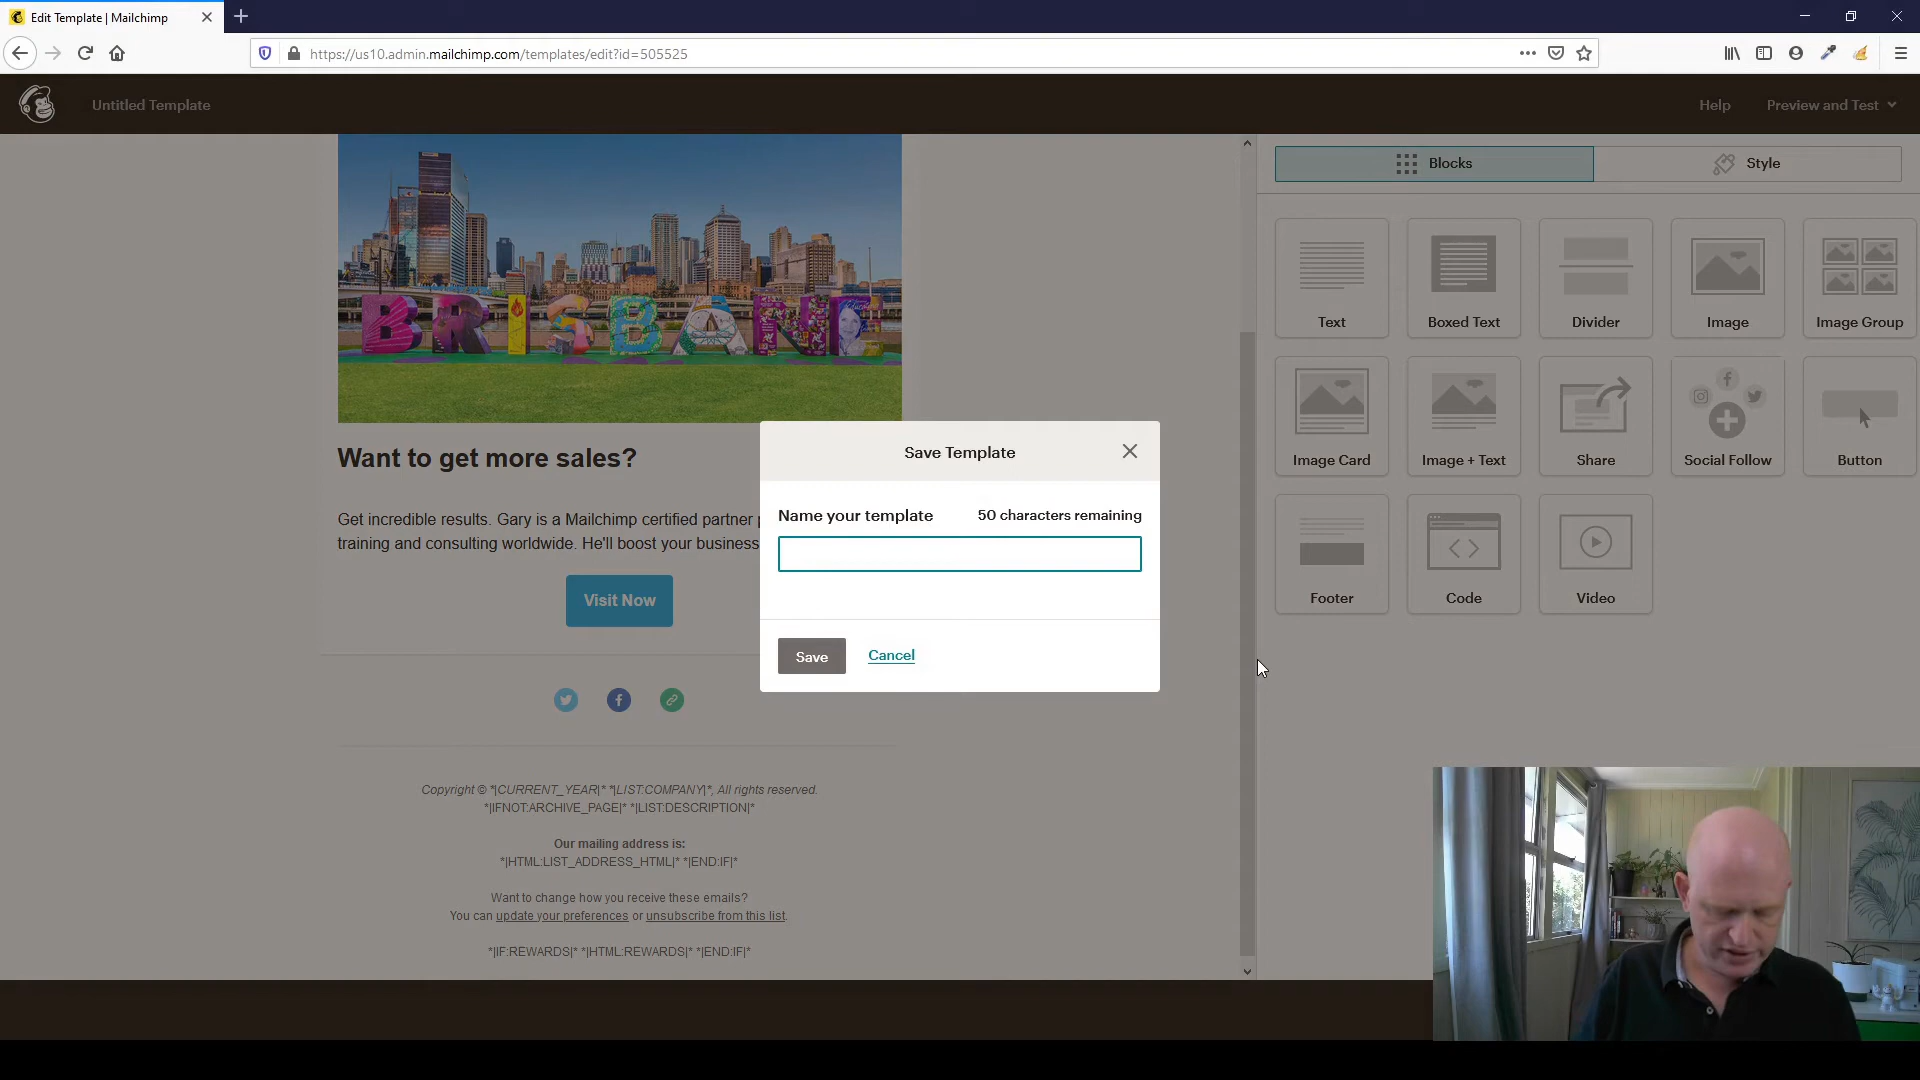 Edit Template | Mailchimp
https://us10.admin.mailchimp.com/templates/edit?id=505525
Untitled Template
Help
Preview and Test
Blocks
Style
BRISBANE
Text
Boxed Text
Divider
Image
Image Group
Image Card
Image + Text
Share
Social Follow
Button
Footer
Code
Video
Want to get more sales?
Get incredible results. Gary is a Mailchimp certified partner
training and consulting worldwide. He'll boost your business
Visit Now
Save Template
Name your template
50 characters remaining
Save
Cancel
Copyright © *|CURRENT_YEAR|* *|LIST:COMPANY|*, All rights reserved.
*|IFNOT:ARCHIVE_PAGE|* *|LIST:DESCRIPTION|*
Our mailing address is:
*|HTML:LIST_ADDRESS_HTML|* *|END:IF|*
Want to change how you receive these emails?
You can update your preferences or unsubscribe from this list.
*|IF:REWARDS|* *|HTML:REWARDS|* *|END:IF|*